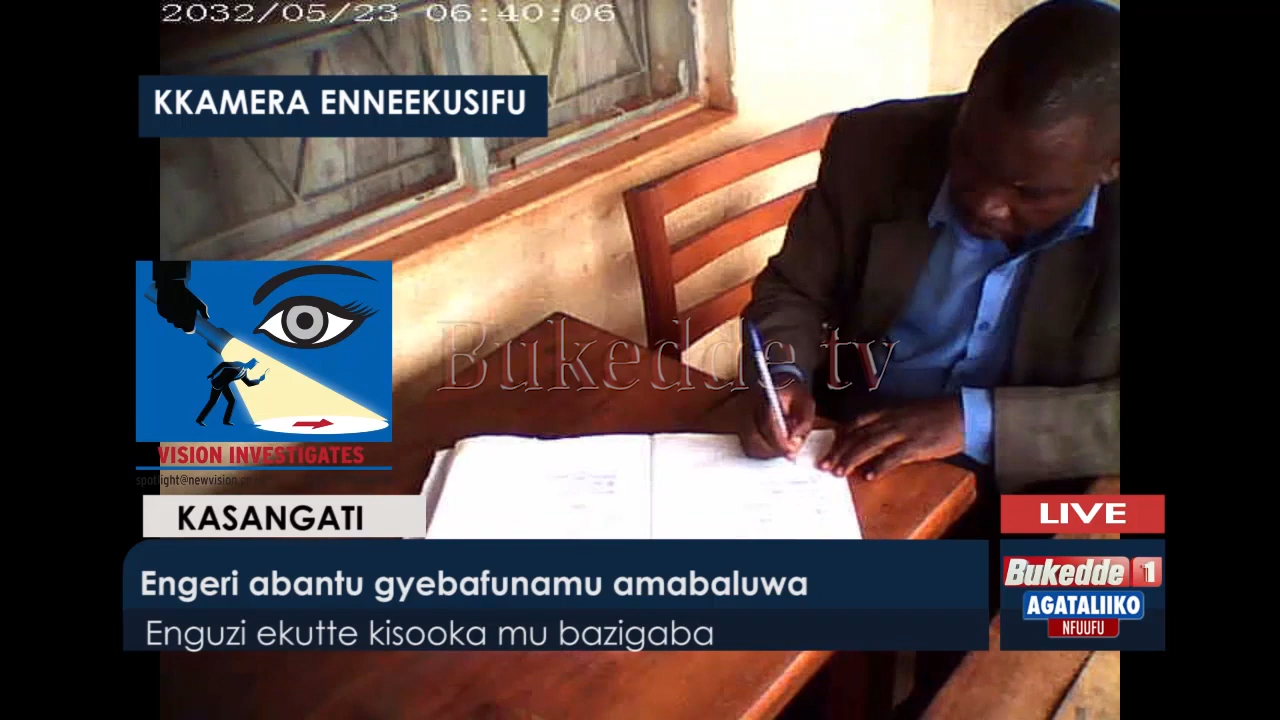 2032/05/23 06:40:06
KKAMERA ENNEEKUSIFU
Bukedde tv
VISION INVESTIGATES
KASANGATI
LIVE
Engeri abantu gyebafunamu amabaluwa
Enguzi ekutte kisooka mu bazigaba
Bukedde 1
AGATALIIKO
NFUUFU